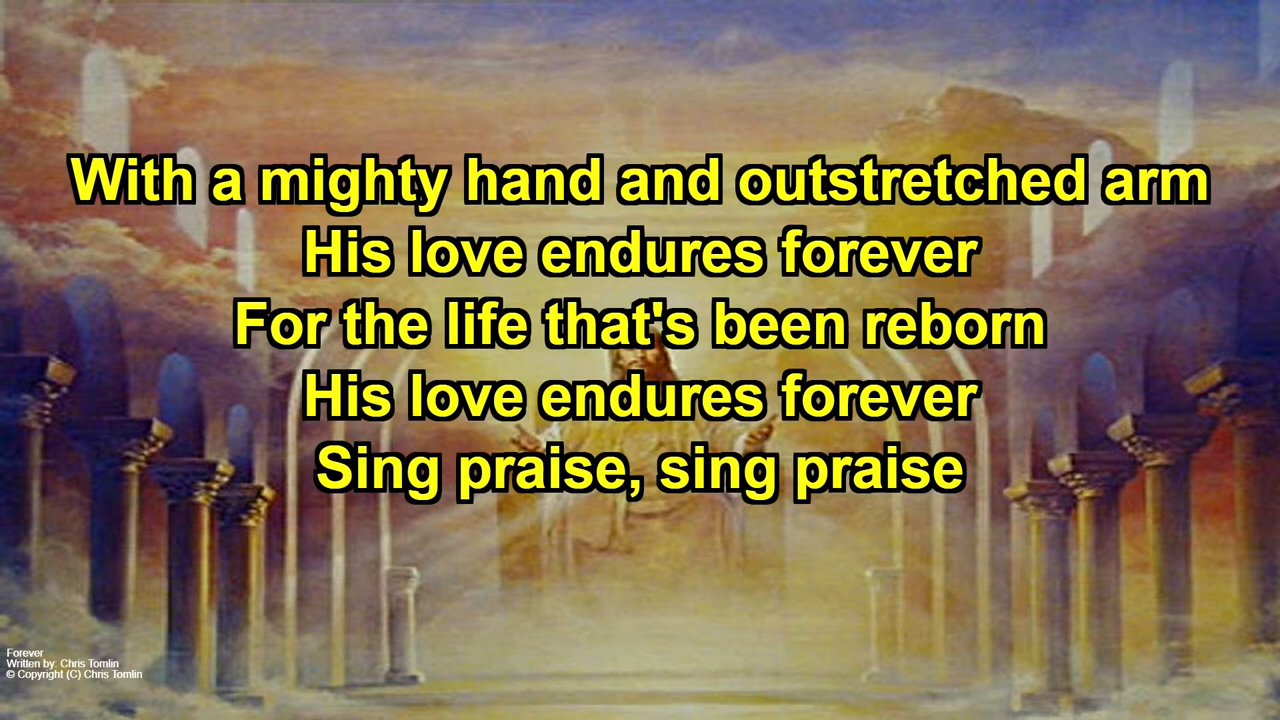 With a mighty hand and outstretched arm
His love endures forever
For the life that's been reborn
His love endures forever
Sing praise, sing praise
Forever
Written by: Chris Tomlin
© Copyright (C) Chris Tomlin